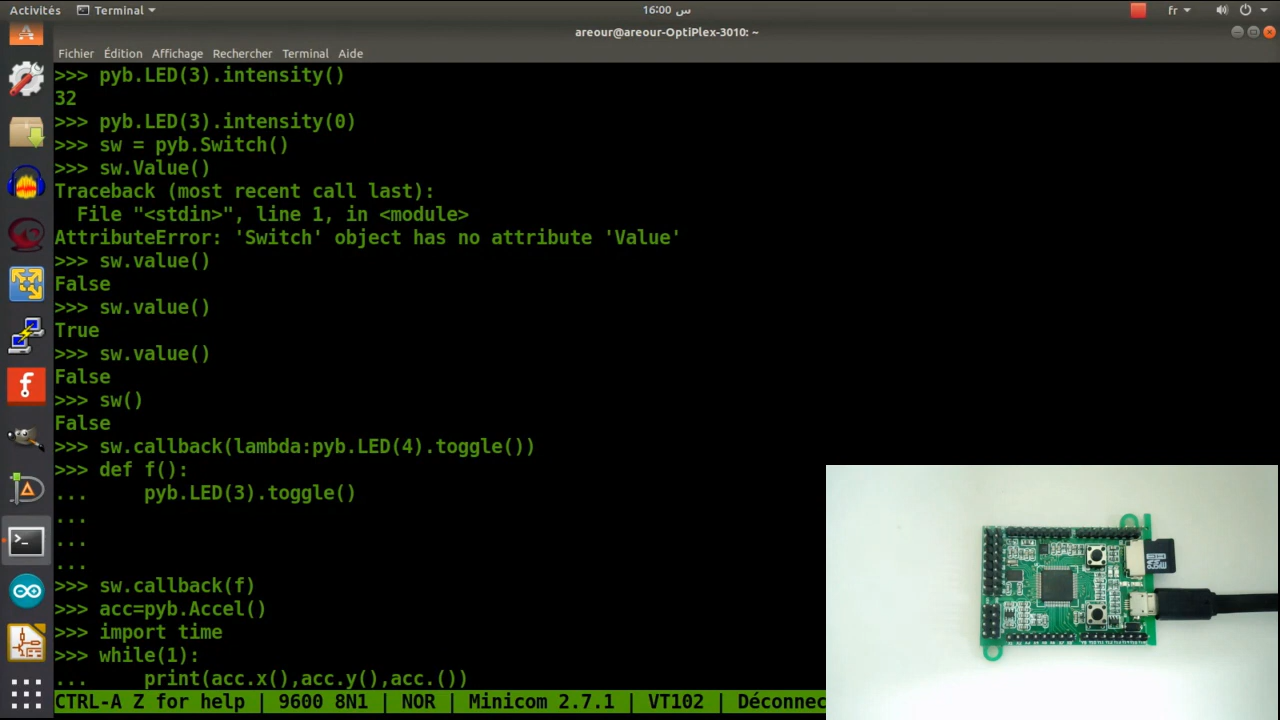 Activités Terminal س 16:00 fr
areour@areour-OptiPlex-3010: ~
Fichier Édition Affichage Rechercher Terminal Aide
>>> pyb.LED(3).intensity()
32
>>> pyb.LED(3).intensity(0)
>>> sw = pyb.Switch()
>>> sw.Value()
Traceback (most recent call last):
  File "<stdin>", line 1, in <module>
AttributeError: 'Switch' object has no attribute 'Value'
>>> sw.value()
False
>>> sw.value()
True
>>> sw.value()
False
>>> sw()
False
>>> sw.callback(lambda:pyb.LED(4).toggle())
>>> def f():
...     pyb.LED(3).toggle()
...
...
...
>>> sw.callback(f)
>>> acc=pyb.Accel()
>>> import time
>>> while(1):
...     print(acc.x(),acc.y(),acc.())
CTRL-A Z for help | 9600 8N1 | NOR | Minicom 2.7.1 | VT102 | Déconnec